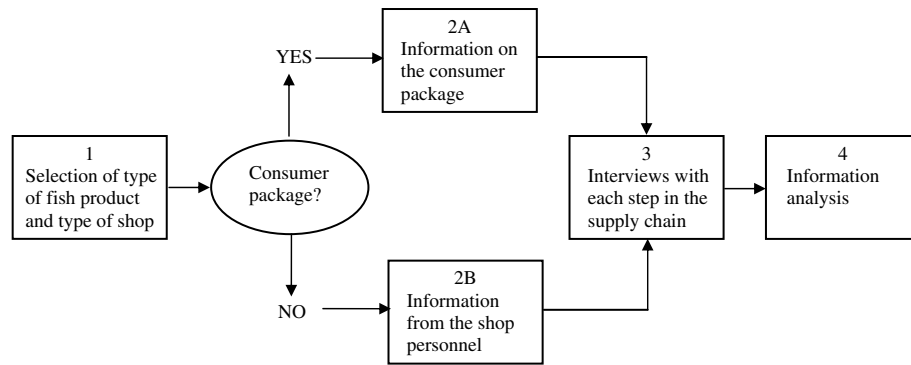 1
Selection of type
of fish product
and type of shop
Consumer
package?
YES
2A
Information on
the consumer
package
NO
2B
Information
from the shop
personnel
3
Interviews with
each step in the
supply chain
4
Information
analysis